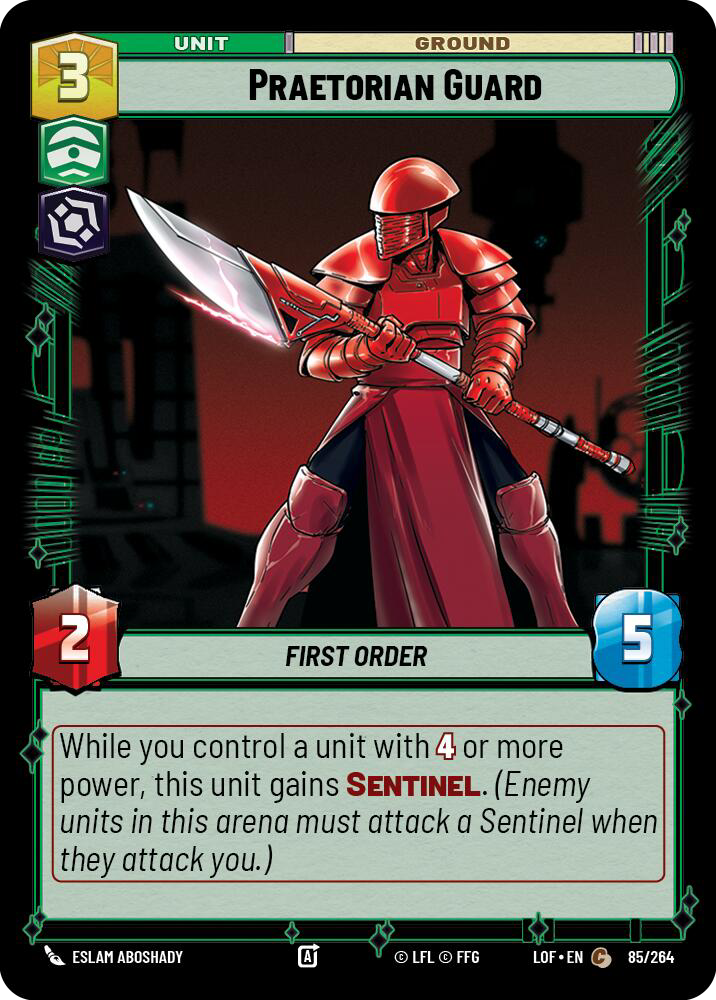 UNIT
GROUND
3
PRAETORIAN GUARD
2
FIRST ORDER
5
While you control a unit with 4 or more
power, this unit gains SENTINEL. (Enemy
units in this arena must attack a Sentinel when
they attack you.)
ESLAM ABOSHADY
A
© LFL © FFG
LOF • EN
C
85/264